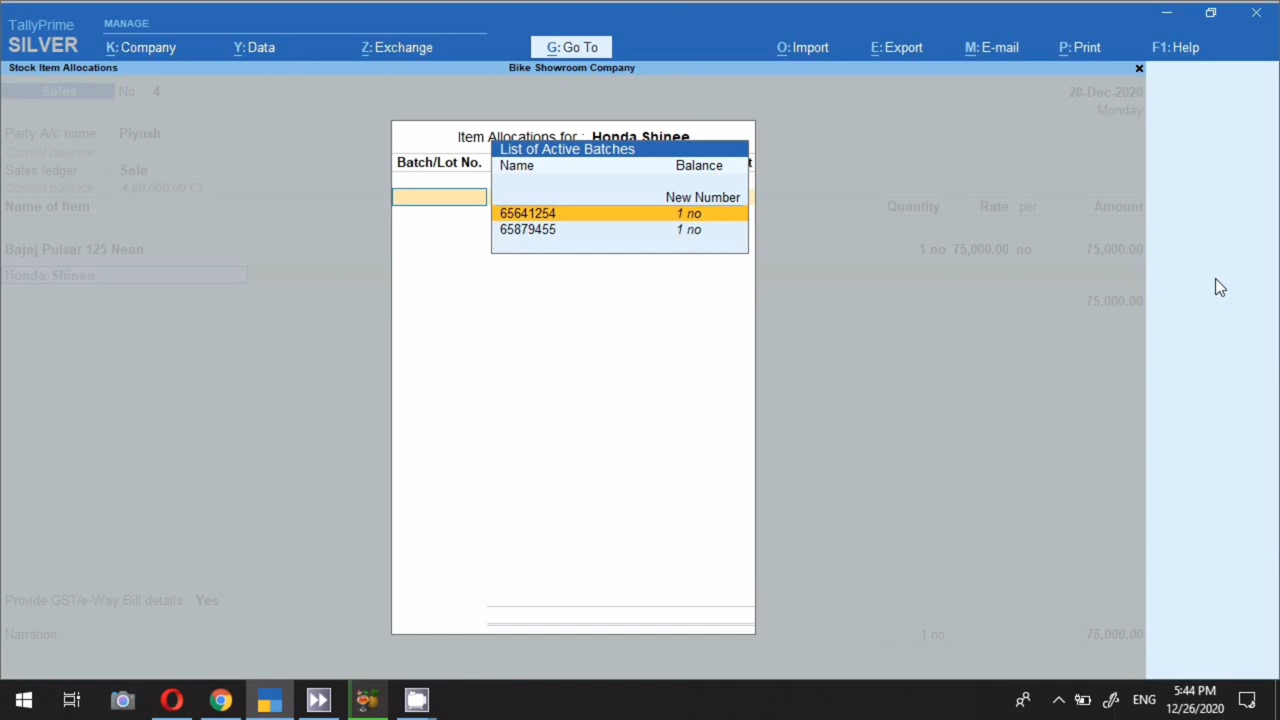 TallyPrime
MANAGE
SILVER
K: Company
Y: Data
Z: Exchange
G: Go To
O: Import
E: Export
M: E-mail
P: Print
F1: Help
Stock Item Allocations
Bike Showroom Company
Sales No. 4
28-Dec-2020
Monday
Party A/c name Piyush
Current balance
Sales ledger Sale
Current balance
Name of Item
Quantity Rate per Amount
Bajaj Pulsar 125 Neon
1 no 75,000.00 no 75,000.00
Honda Shinee
75,000.00
Item Allocations for : Honda Shinee
Batch/Lot No.
List of Active Batches
Name Balance
New Number
65641254 1 no
65879455 1 no
Provide GST/e-Way Bill details Yes
Narration
1 no 75,000.00
ENG
5:44 PM
12/26/2020